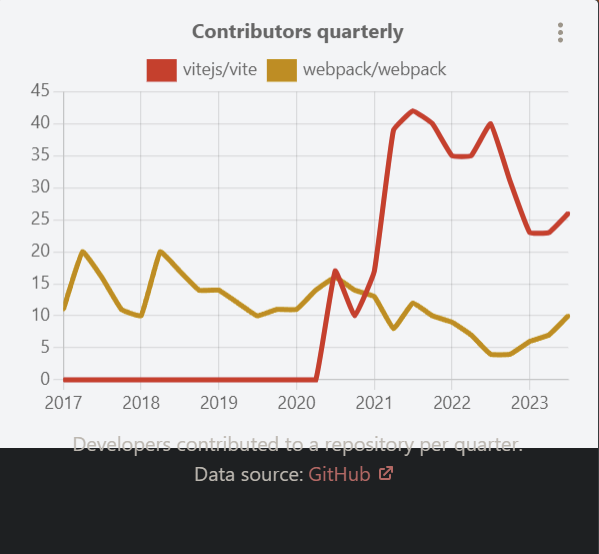 Contributors quarterly
vitejs/vite webpack/webpack
45
40
35
30
25
20
15
10
5
0
2017 2018 2019 2020 2021 2022 2023
Developers contributed to a repository per quarter.
Data source: GitHub